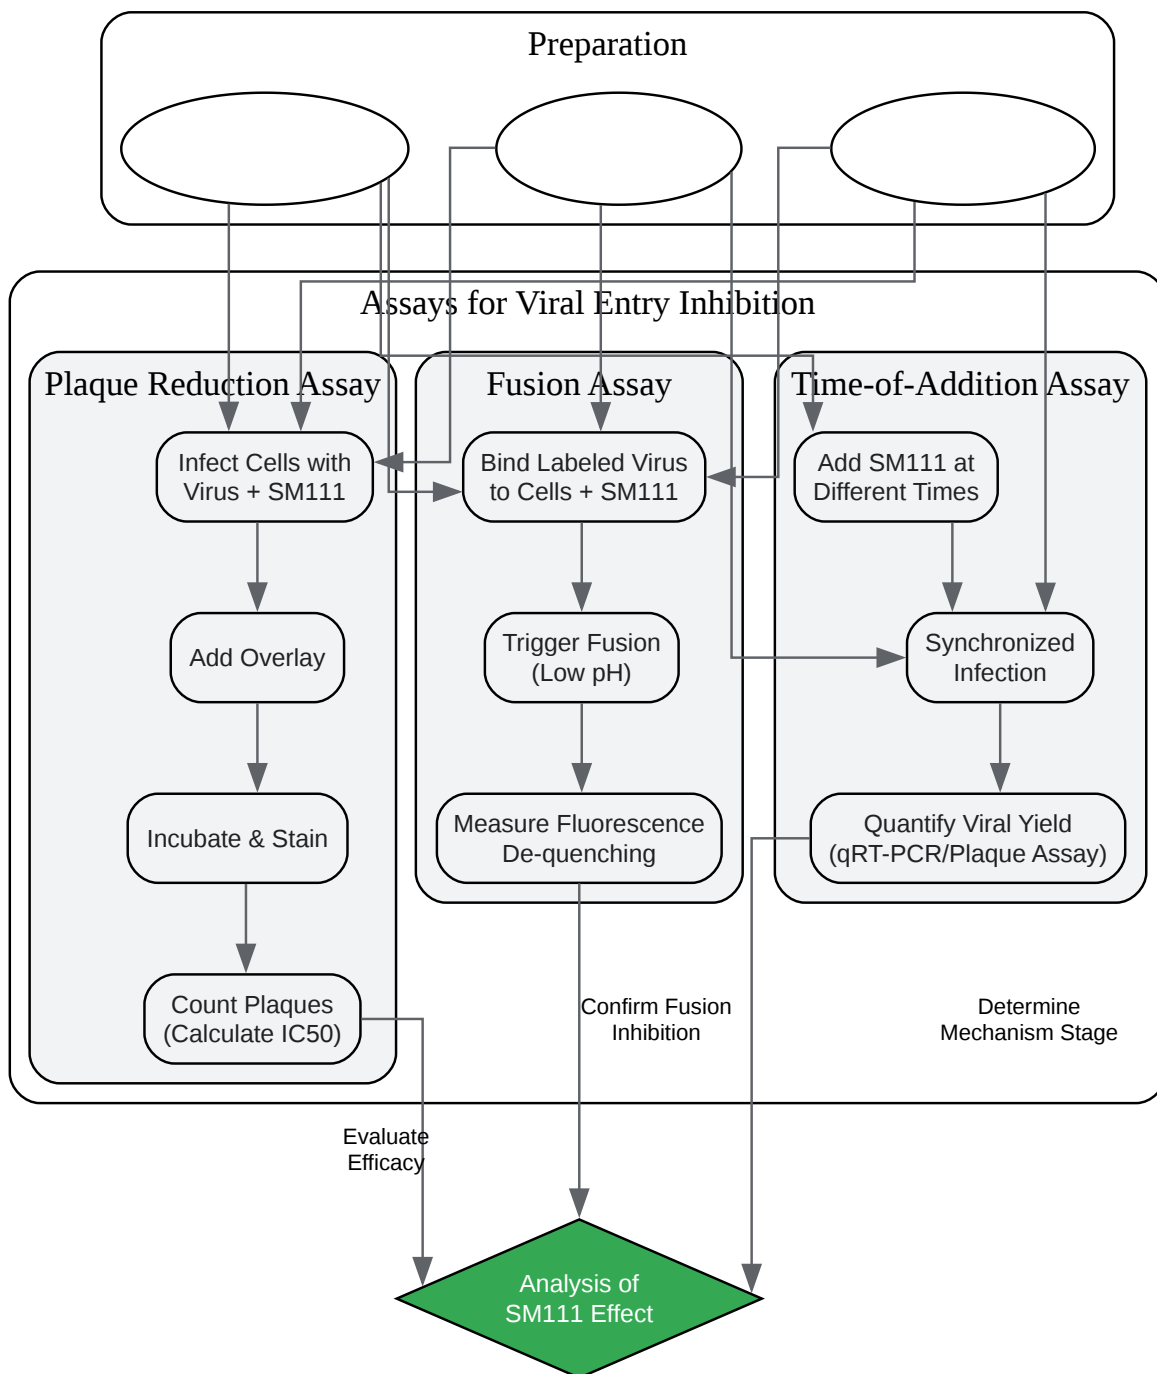 Preparation
Assays for Viral Entry Inhibition
Plaque Reduction Assay
Infect Cells with
Virus + SM111
Add Overlay
Incubate & Stain
Count Plaques
(Calculate IC50)
Fusion Assay
Bind Labeled Virus
to Cells + SM111
Trigger Fusion
(Low pH)
Measure Fluorescence
De-quenching
Time-of-Addition Assay
Add SM111 at
Different Times
Synchronized
Infection
Quantify Viral Yield
(qRT-PCR/Plaque Assay)
Evaluate
Efficacy
Confirm Fusion
Inhibition
Determine
Mechanism Stage
Analysis of
SM111 Effect